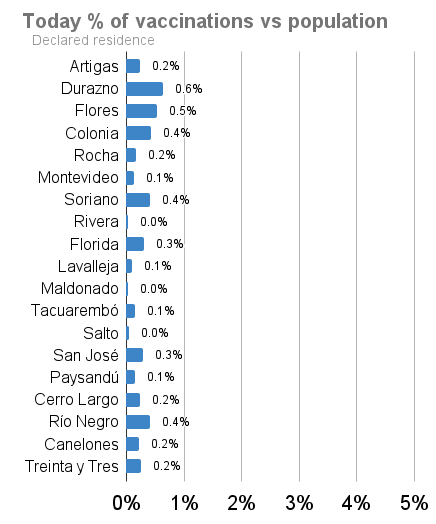 Today % of vaccinations vs population
Declared residence
Artigas 0.2%
Durazno 0.6%
Flores 0.5%
Colonia 0.4%
Rocha 0.2%
Montevideo 0.1%
Soriano 0.4%
Rivera 0.0%
Florida 0.3%
Lavalleja 0.1%
Maldonado 0.0%
Tacuarembó 0.1%
Salto 0.0%
San José 0.3%
Paysandú 0.1%
Cerro Largo 0.2%
Río Negro 0.4%
Canelones 0.2%
Treinta y Tres 0.2%
0% 1% 2% 3% 4% 5%